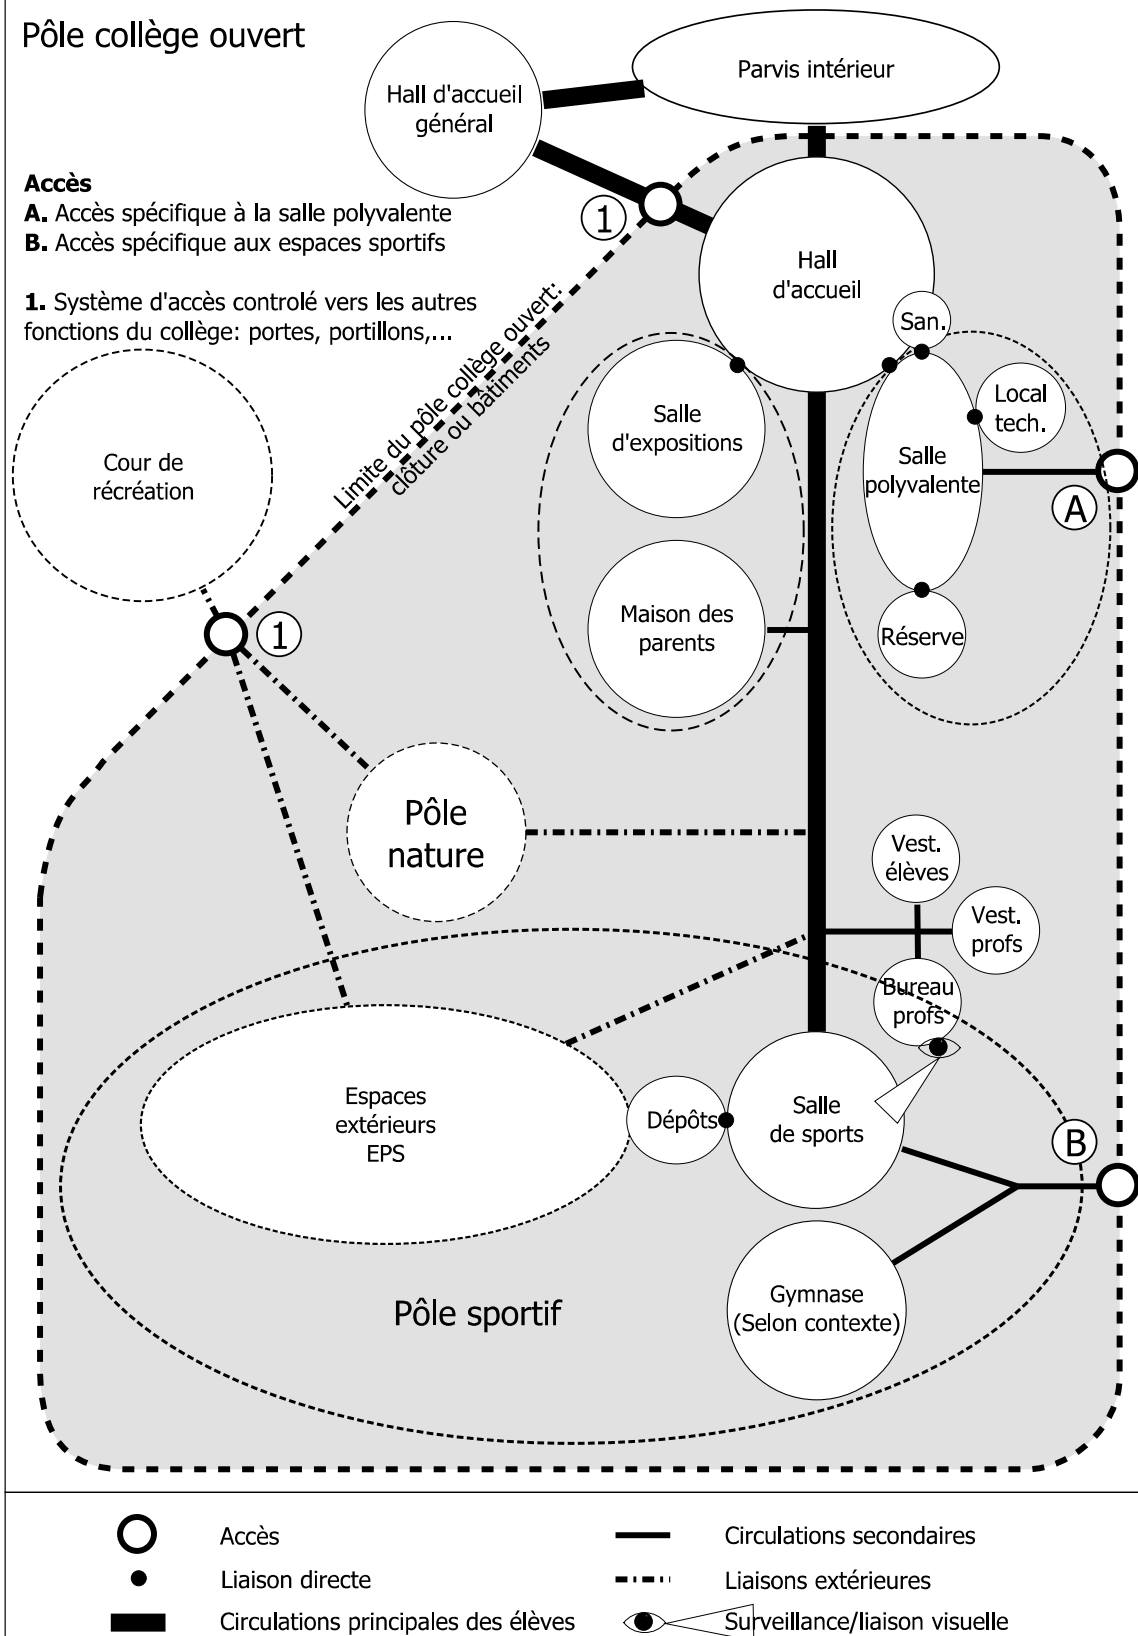 Pôle collège ouvert
Hall d'accueil
général
Parvis intérieur
Accès
A. Accès spécifique à la salle polyvalente
B. Accès spécifique aux espaces sportifs
1. Système d'accès controlé vers les autres
fonctions du collège: portes, portillons,...
1
Hall
d'accueil
San.
Local
tech.
Salle
d'expositions
Salle
polyvalente
A
Limite du pôle collège ouvert:
clôture ou bâtiments
Cour de
récréation
1
Maison des
parents
Réserve
Pôle
nature
Vest.
élèves
Vest.
profs
Bureau
profs
Espaces
extérieurs
EPS
Dépôts
Salle
de sports
B
Gymnase
(Selon contexte)
Pôle sportif
Accès
Circulations secondaires
Liaison directe
Liaisons extérieures
Circulations principales des élèves
Surveillance/liaison visuelle